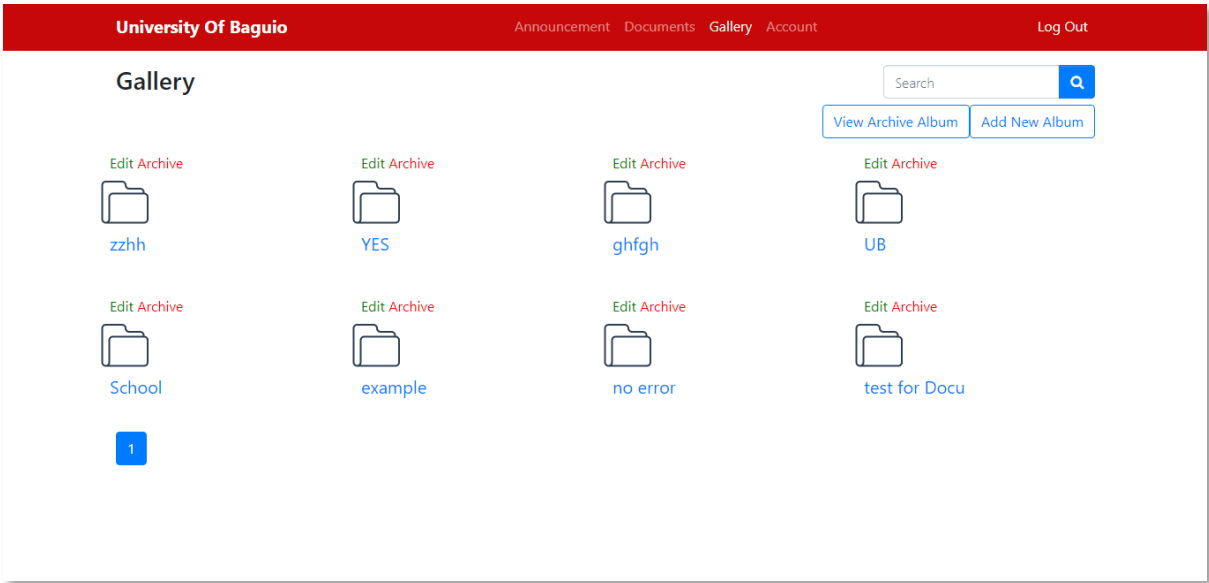 University Of Baguio Announcement Documents Gallery Account Log Out
Gallery Search
View Archive Album Add New Album
Edit Archive Edit Archive Edit Archive Edit Archive
zzhh YES ghfgh UB
Edit Archive Edit Archive Edit Archive Edit Archive
School example no error test for Docu
1